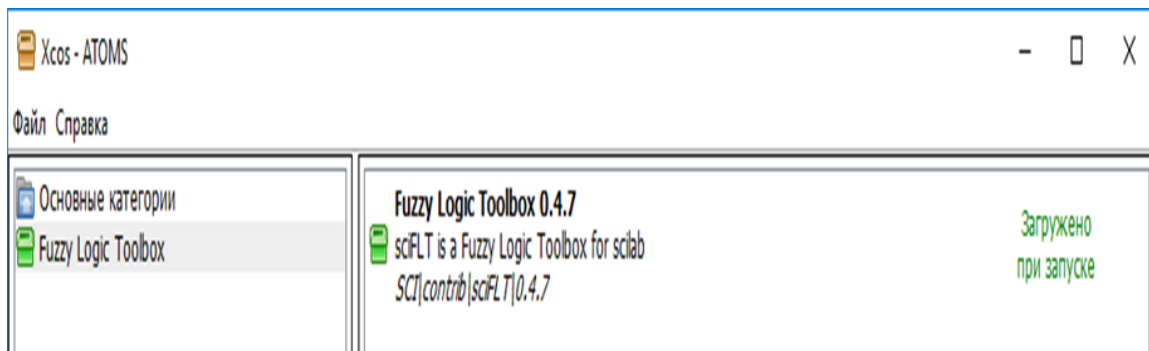 Xcos - ATOMS
Файл Справка
Основные категории
Fuzzy Logic Toolbox
Fuzzy Logic Toolbox 0.4.7
sciFLT is a Fuzzy Logic Toolbox for scilab
SCI|contrib|sciFLT|0.4.7
Загружено
при запуске